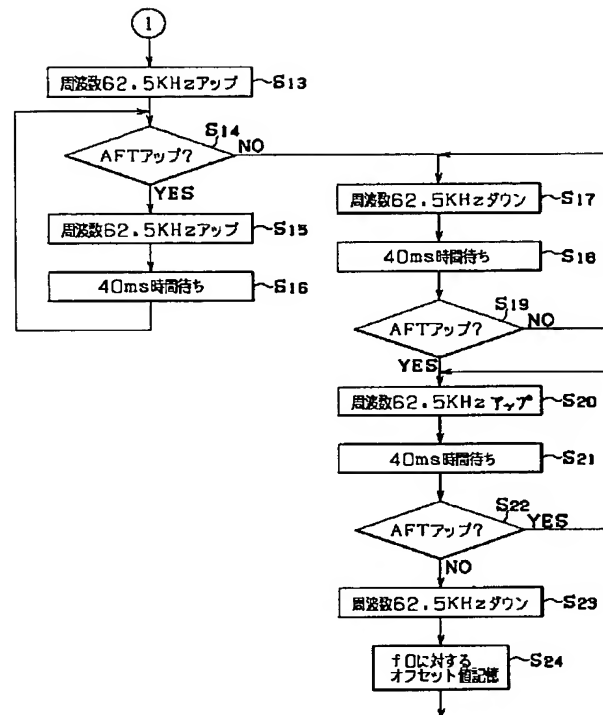 1
周波数62.5KHzアップ
S13
S14
AFTアップ?
NO
YES
周波数62.5KHzアップ
S15
40ms時間待ち
S16
周波数62.5KHzダウン
S17
40ms時間待ち
S18
S19
AFTアップ?
NO
YES
周波数62.5KHzアップ
S20
40ms時間待ち
S21
S22
AFTアップ?
YES
NO
周波数62.5KHzダウン
S23
f0に対する
オフセット値記憶
S24